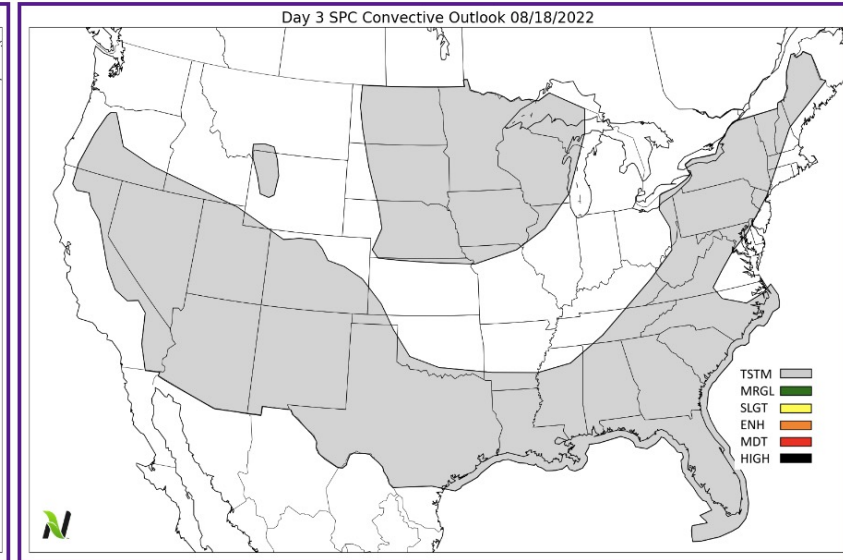 Day 3 SPC Convective Outlook 08/18/2022
TSTM
MRGL
SLGT
ENH
MDT
HIGH